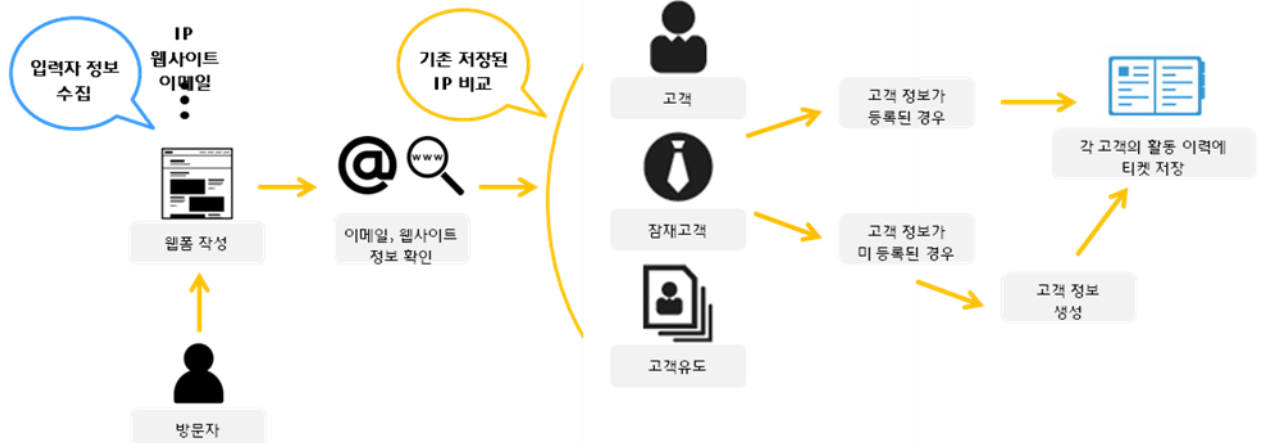 입력자 정보
수집
IP
웹사이트
이메일
기존 저장된
IP 비교
웹폼 작성
방문자
www
이메일, 웹사이트
정보 확인
고객
잠재고객
고객유도
고객 정보가
등록된 경우
고객 정보가
미 등록된 경우
고객 정보
생성
각 고객의 활동 이력에
티켓 저장